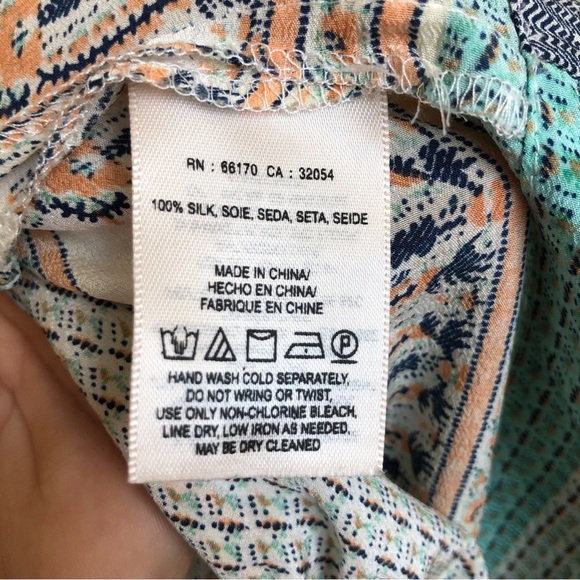 RN : 66170 CA : 32054
100% SILK, SOIE, SEDA, SETA, SEIDE
MADE IN CHINA/
HECHO EN CHINA/
FABRIQUE EN CHINE
P
HAND WASH COLD SEPARATELY,
DO NOT WRING OR TWIST,
USE ONLY NON-CHLORINE BLEACH,
LINE DRY, LOW IRON AS NEEDED,
MAY BE DRY CLEANED